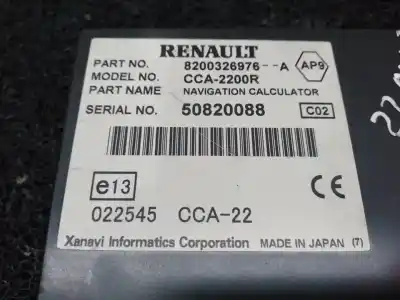 RENAULT
PART NO. 8200326976--A AP9
MODEL NO. CCA-2200R
PART NAME NAVIGATION CALCULATOR
SERIAL NO. 50820088 C02
e13 CE
022545 CCA-22
Xanavi Informatics Corporation MADE IN JAPAN (7)